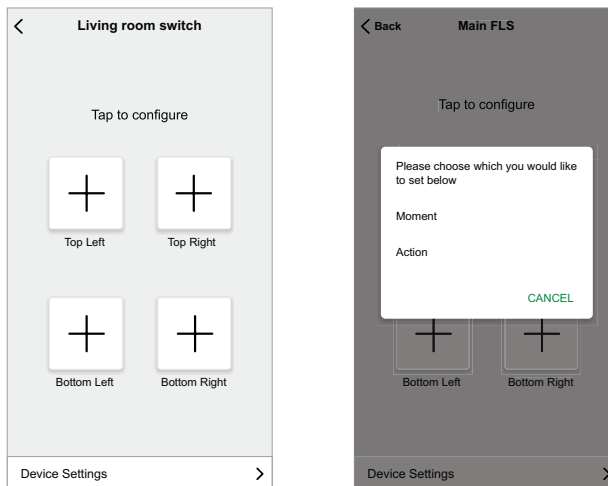 Living room switch
Tap to configure
Top Left
Top Right
Bottom Left
Bottom Right
Device Settings
Back
Main FLS
Tap to configure
Please choose which you would like
to set below
Moment
Action
CANCEL
Bottom Left
Bottom Right
Device Settings